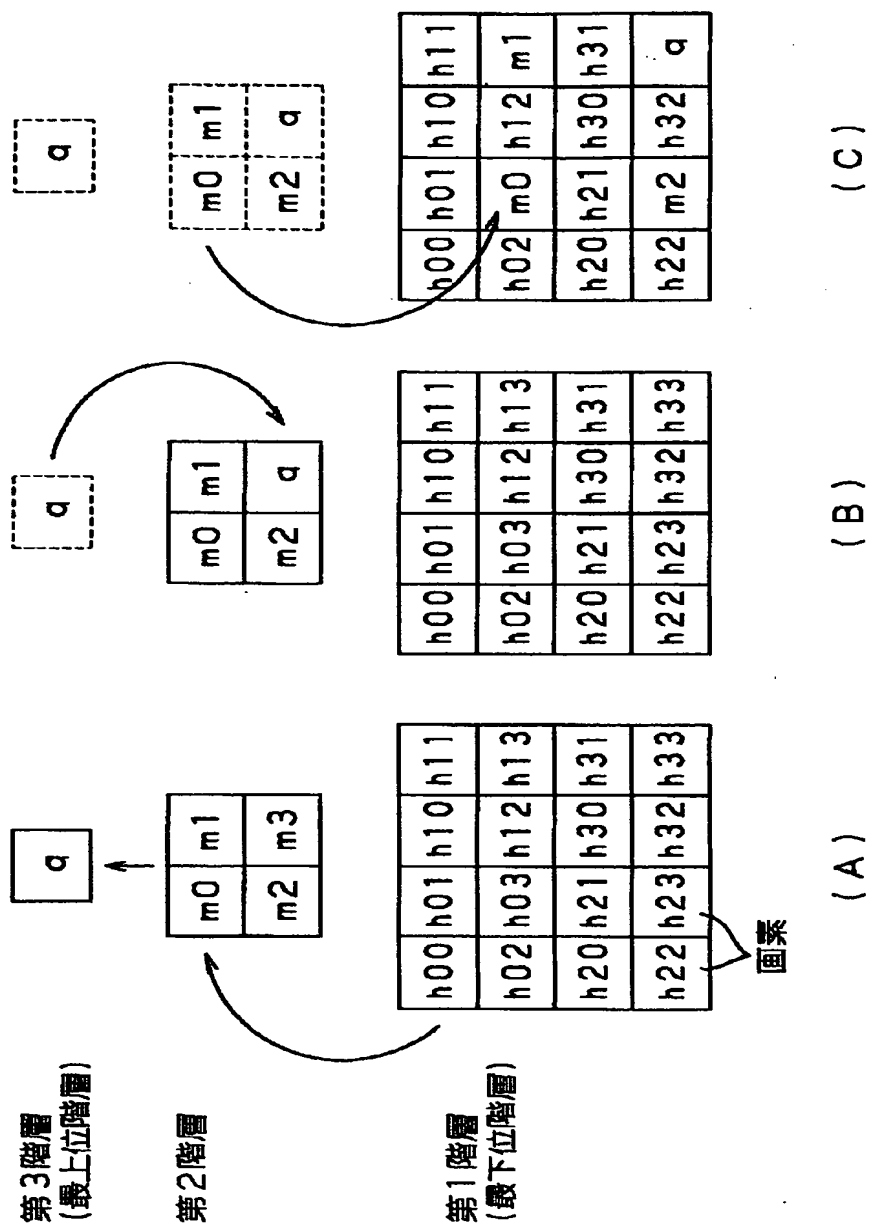 第3階層
(最上位階層)
q
q
q
第2階層
m0 m1
m2 m3
m0 m1
m2 q
m0 m1
m2 q
第1階層
(最下位階層)
h00 h01 h10 h11
h02 h03 h12 h13
h20 h21 h30 h31
h22 h23 h32 h33
画素
h00 h01 h10 h11
h02 h03 h12 h13
h20 h21 h30 h31
h22 h23 h32 h33
h00 h01 h10 h11
h02 m0 h12 m1
h20 h21 h30 h31
h22 m2 h32 q
(A)
(B)
(C)